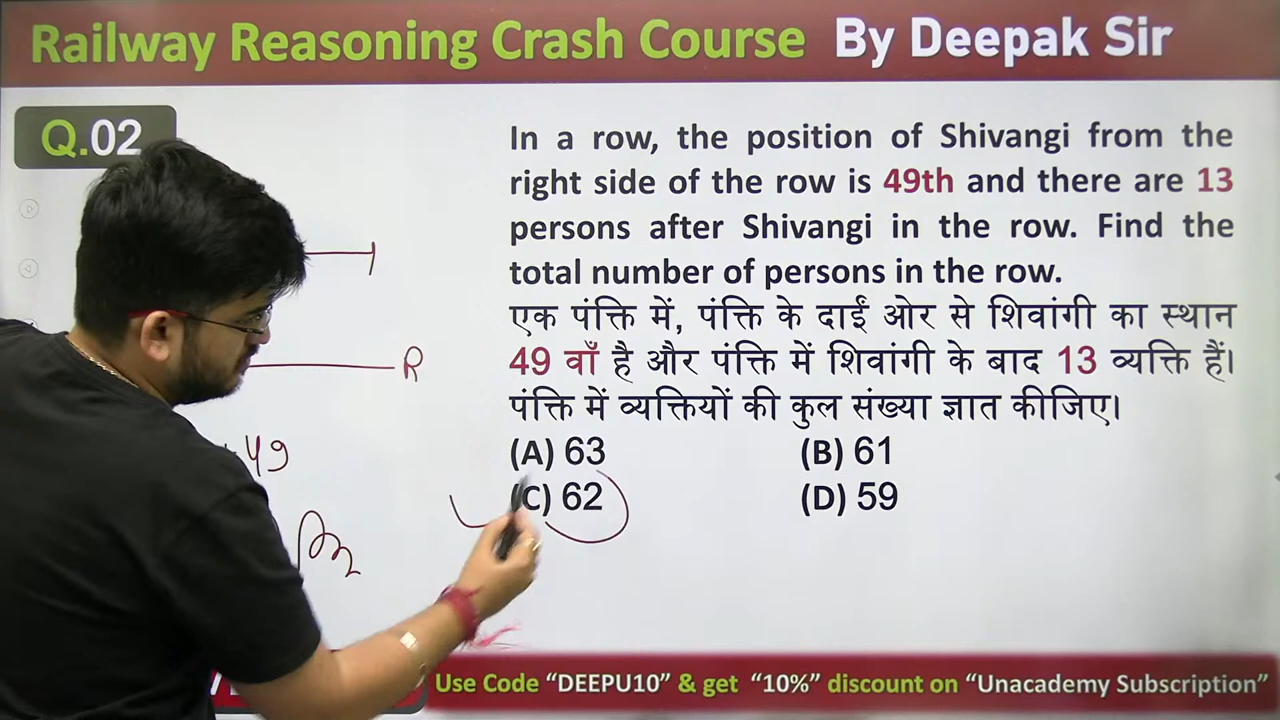 Railway Reasoning Crash Course By Deepak Sir
Q.02
In a row, the position of Shivangi from the
right side of the row is 49th and there are 13
persons after Shivangi in the row. Find the
total number of persons in the row.
एक पंक्ति में, पंक्ति के दाईं ओर से शिवांगी का स्थान
49 वाँ है और पंक्ति में शिवांगी के बाद 13 व्यक्ति हैं।
पंक्ति में व्यक्तियों की कुल संख्या ज्ञात कीजिए।
(A) 63 (B) 61
(C) 62 (D) 59
R
+49
Use Code “DEEPU10” & get “10%” discount on “Unacademy Subscription”